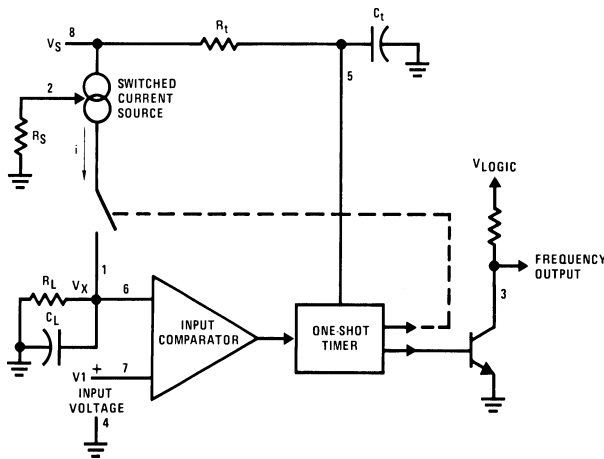 8
V_S
R_t
C_t
2
SWITCHED
CURRENT
SOURCE
5
R_S
i
V_LOGIC
FREQUENCY
OUTPUT
1
3
R_L
V_X
6
C_L
INPUT
COMPARATOR
ONE-SHOT
TIMER
V1
+
7
INPUT
VOLTAGE
4